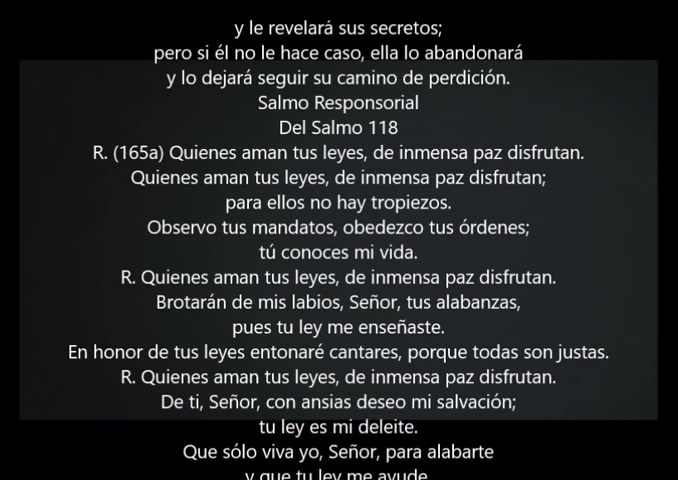 y le revelará sus secretos;
pero si él no le hace caso, ella lo abandonará
y lo dejará seguir su camino de perdición.
Salmo Responsorial
Del Salmo 118
R. (165a) Quienes aman tus leyes, de inmensa paz disfrutan.
Quienes aman tus leyes, de inmensa paz disfrutan;
para ellos no hay tropiezos.
Observo tus mandatos, obedezco tus órdenes;
tú conoces mi vida.
R. Quienes aman tus leyes, de inmensa paz disfrutan.
Brotarán de mis labios, Señor, tus alabanzas,
pues tu ley me enseñaste.
En honor de tus leyes entonaré cantares, porque todas son justas.
R. Quienes aman tus leyes, de inmensa paz disfrutan.
De ti, Señor, con ansias deseo mi salvación;
tu ley es mi deleite.
Que sólo viva yo, Señor, para alabarte
y que tu ley me ayude.